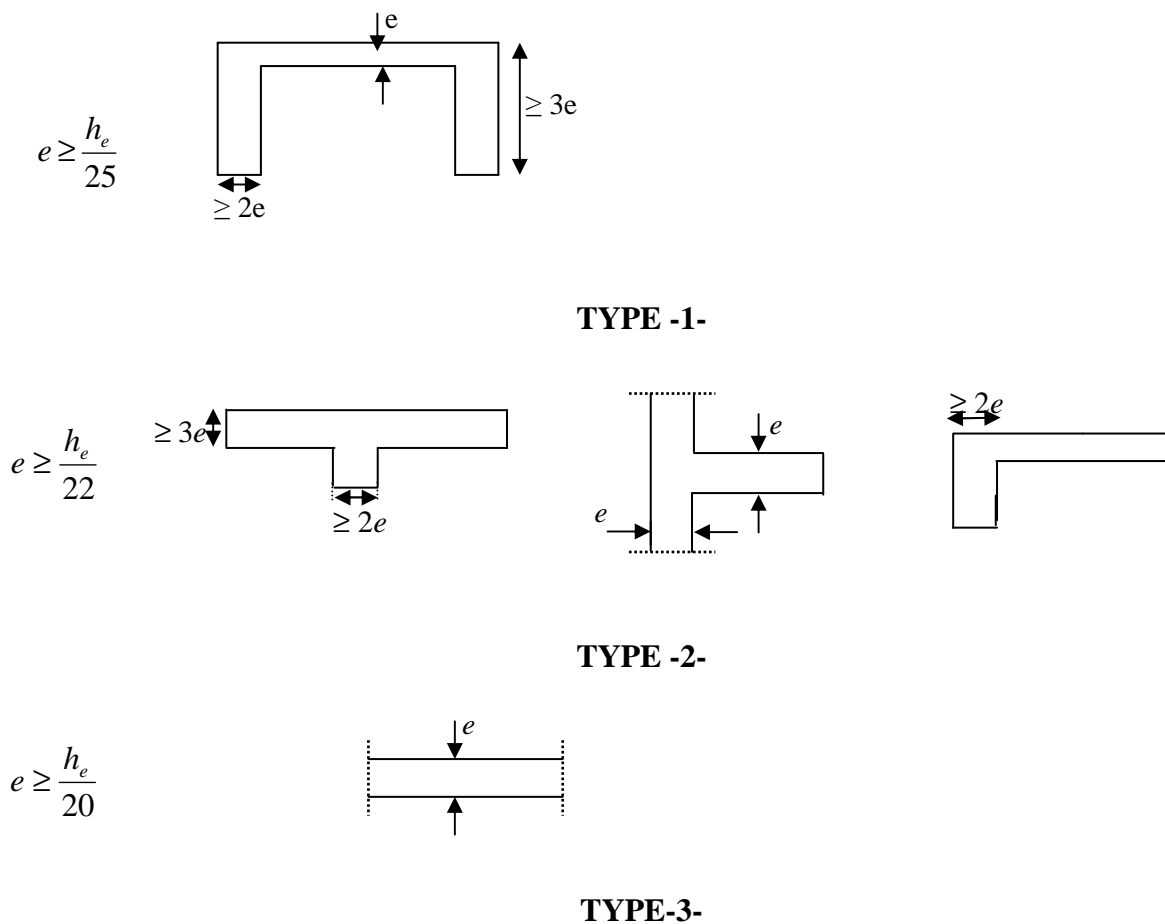 e
≥ 3e
e ≥ h_e/25
≥ 2e
TYPE -1-
≥ 3e
e ≥ h_e/22
≥ 2e
e
e
≥ 2e
TYPE -2-
e
e ≥ h_e/20
TYPE-3-